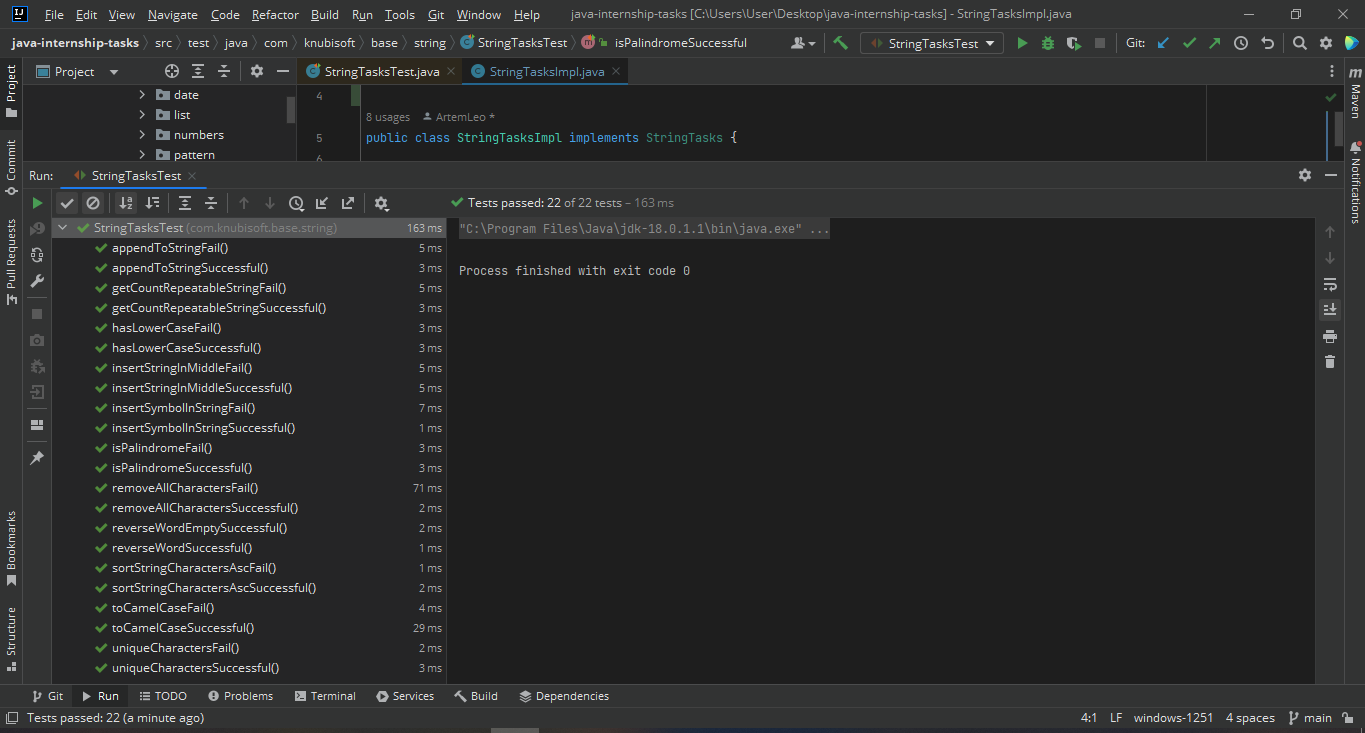 File Edit View Navigate Code Refactor Build Run Tools Git Window Help java-internship-tasks [C:\Users\User\Desktop\java-internship-tasks] - StringTasksImpl.java
java-internship-tasks src test java com knubisoft base string StringTasksTest isPalindromeSuccessful StringTasksTest Git:
Project StringTasksTest.java StringTasksImpl.java
Project
Commit
Pull Requests
Bookmarks
Structure
Maven
Notifications
date
list
numbers
pattern
4
8 usages ArtemLeo *
5 public class StringTasksImpl implements StringTasks {
6
Run: StringTasksTest
Tests passed: 22 of 22 tests – 163 ms
StringTasksTest (com.knubisoft.base.string) 163 ms
appendToStringFail() 5 ms
appendToStringSuccessful() 3 ms
getCountRepeatableStringFail() 5 ms
getCountRepeatableStringSuccessful() 3 ms
hasLowerCaseFail() 3 ms
hasLowerCaseSuccessful() 3 ms
insertStringInMiddleFail() 5 ms
insertStringInMiddleSuccessful() 5 ms
insertSymbolInStringFail() 7 ms
insertSymbolInStringSuccessful() 1 ms
isPalindromeFail() 3 ms
isPalindromeSuccessful() 3 ms
removeAllCharactersFail() 71 ms
removeAllCharactersSuccessful() 2 ms
reverseWordEmptySuccessful() 2 ms
reverseWordSuccessful() 1 ms
sortStringCharactersAscFail() 1 ms
sortStringCharactersAscSuccessful() 2 ms
toCamelCaseFail() 4 ms
toCamelCaseSuccessful() 29 ms
uniqueCharactersFail() 2 ms
uniqueCharactersSuccessful() 3 ms
"C:\Program Files\Java\jdk-18.0.1.1\bin\java.exe" ...
Process finished with exit code 0
Git Run TODO Problems Terminal Services Build Dependencies
Tests passed: 22 (a minute ago) 4:1 LF windows-1251 4 spaces main